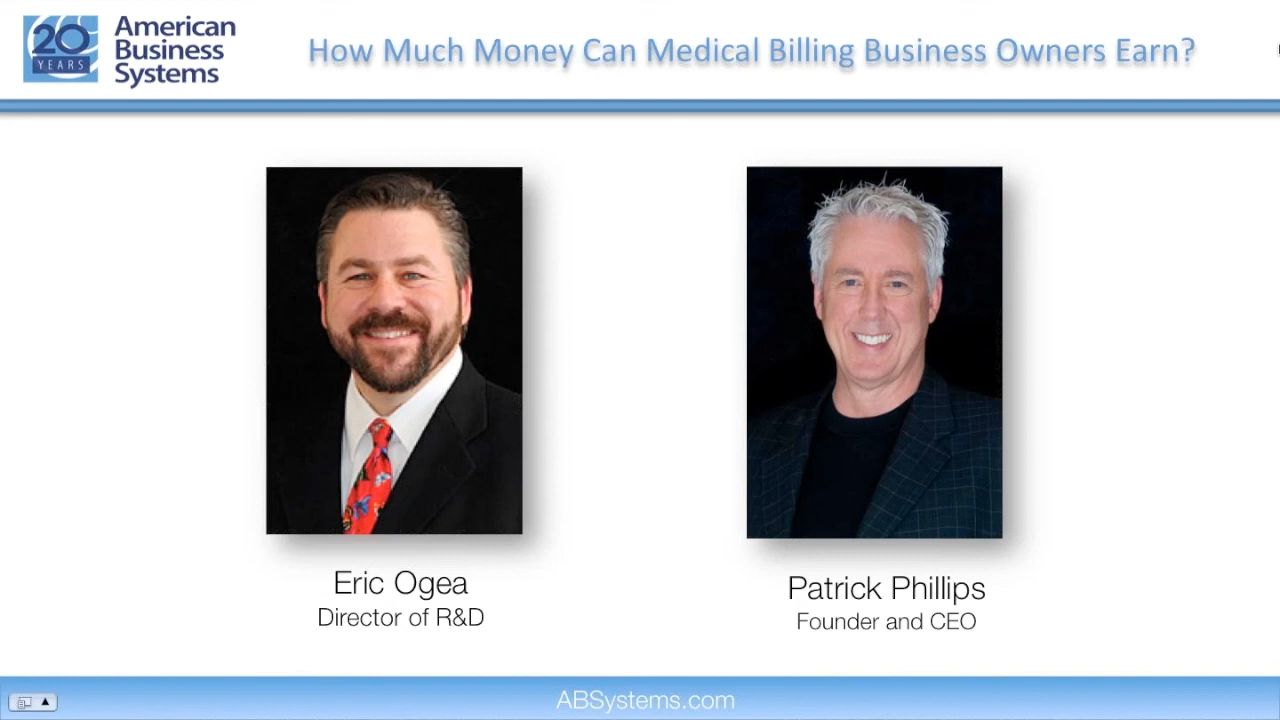 20
YEARS
American
Business
Systems
How Much Money Can Medical Billing Business Owners Earn?
Eric Ogea
Director of R&D
Patrick Phillips
Founder and CEO
ABSystems.com